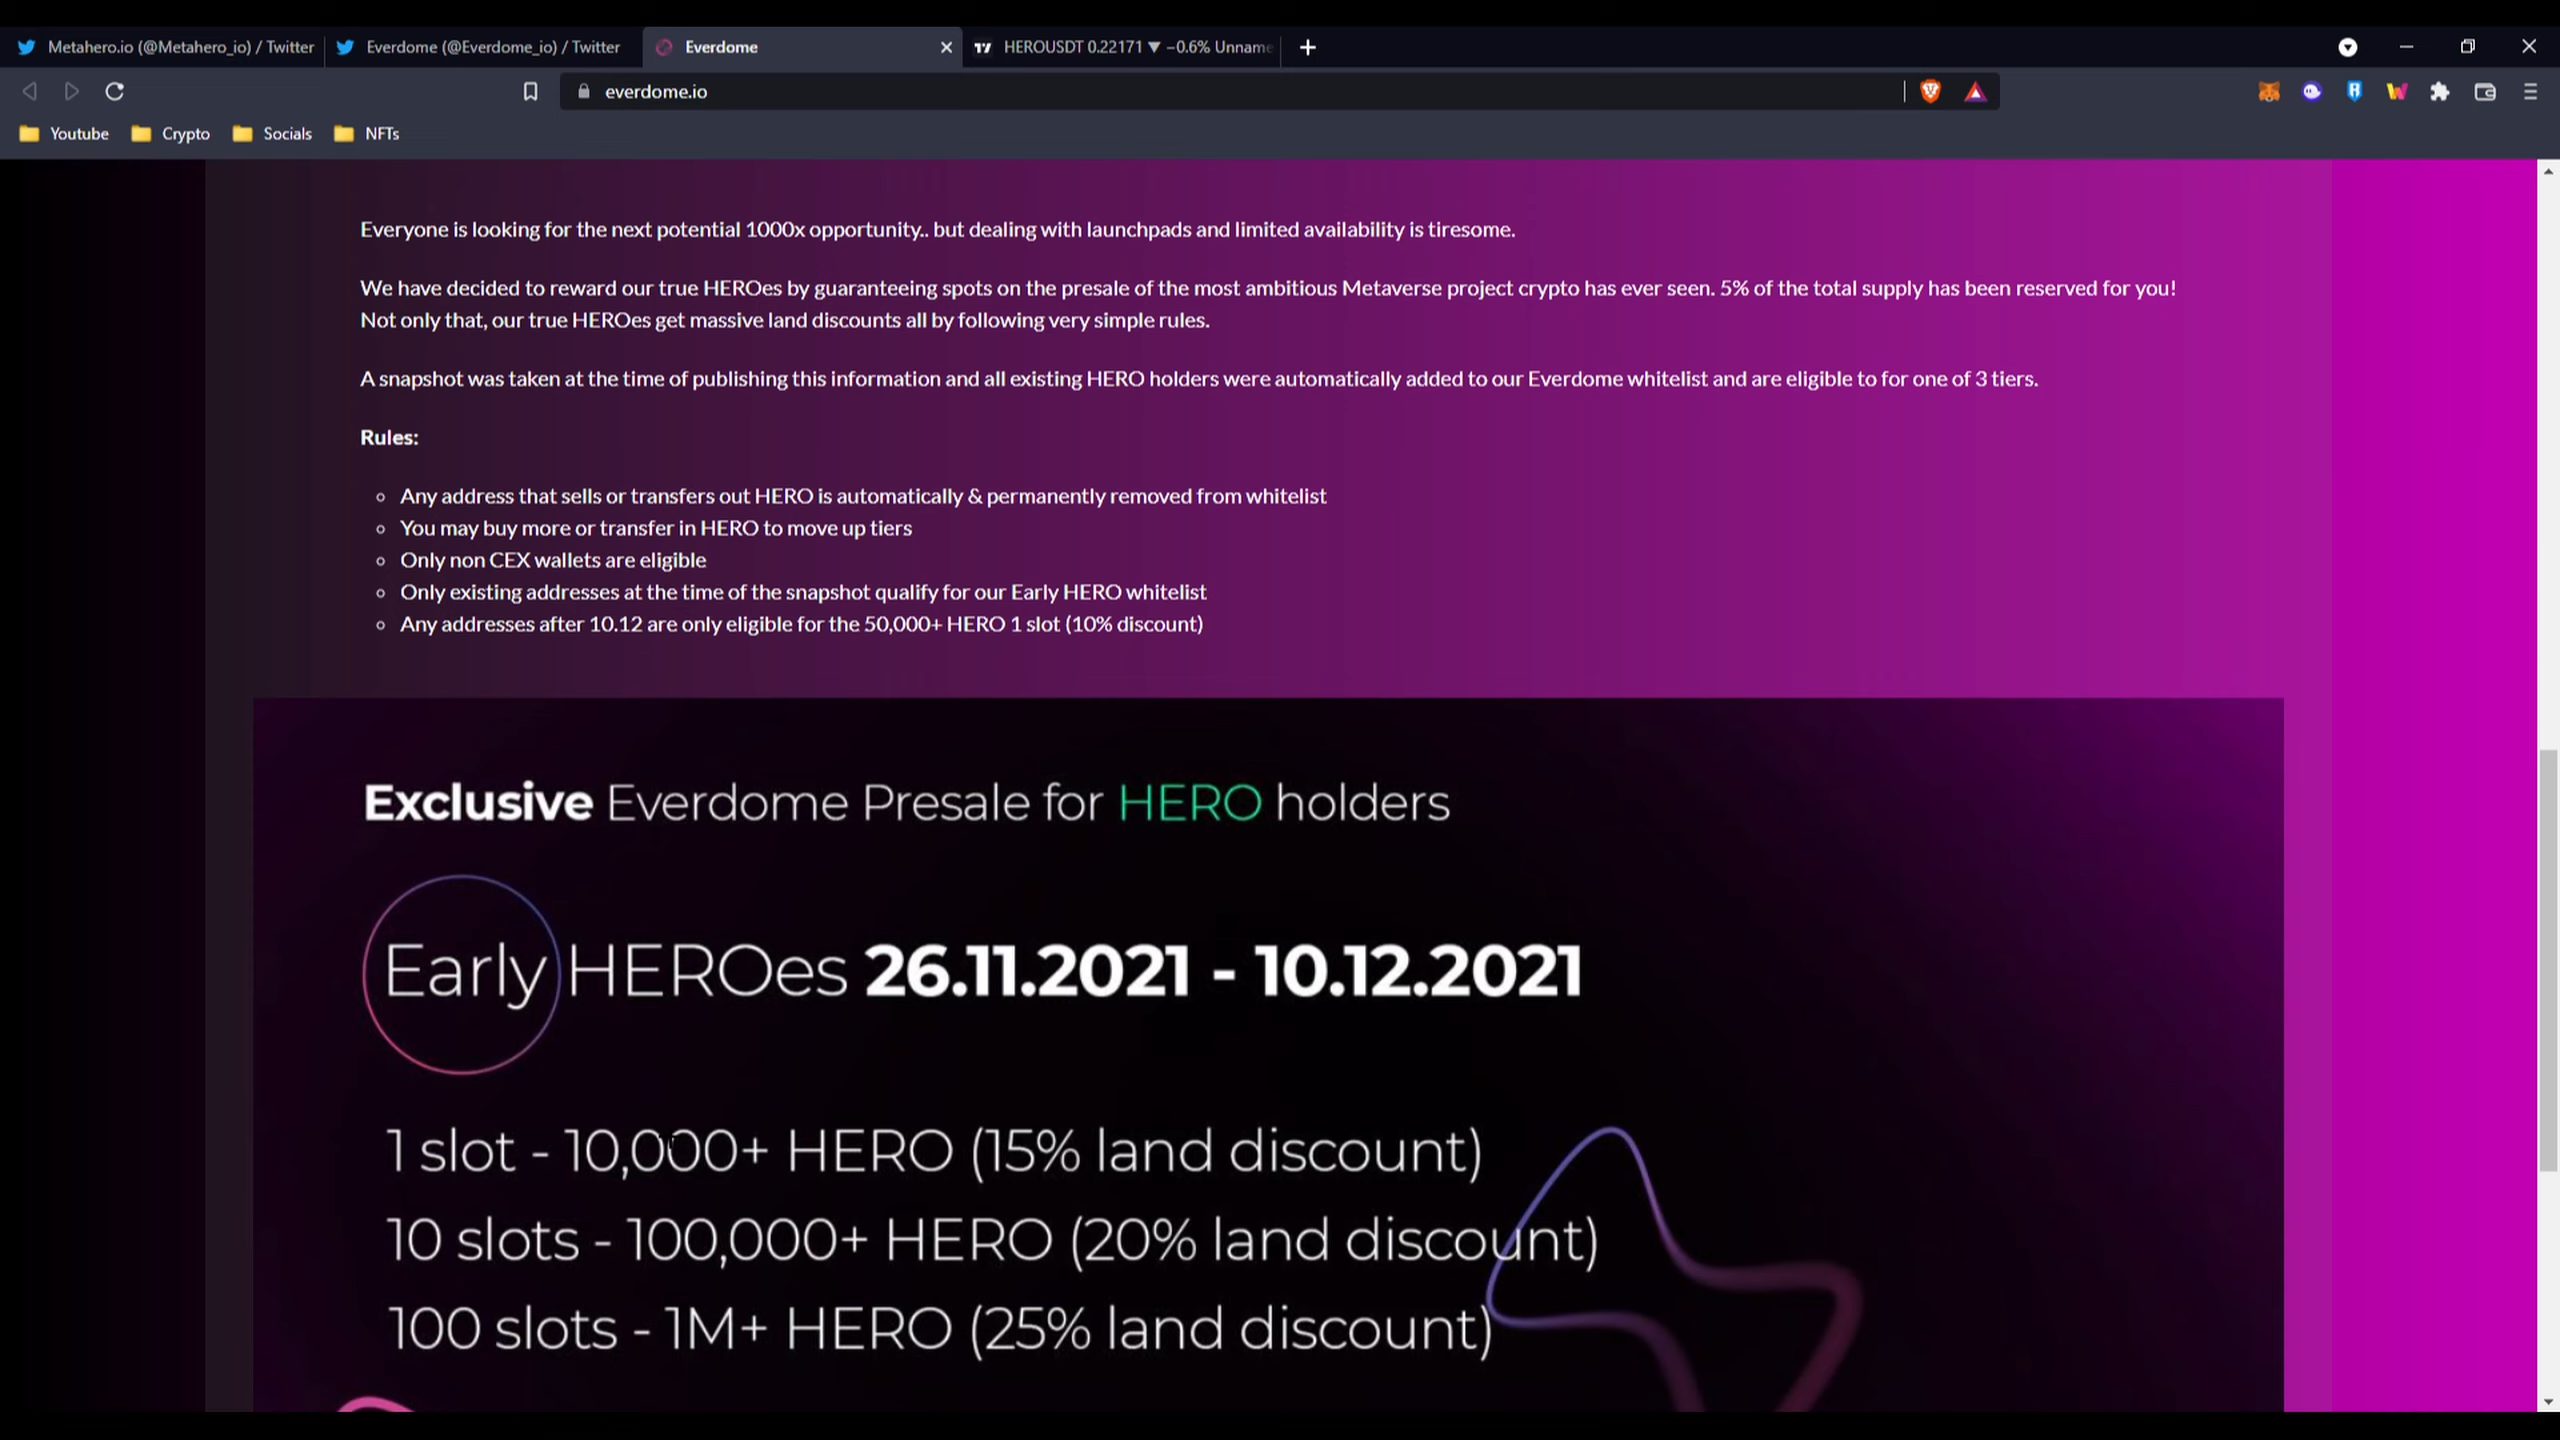 Metahero.io (@Metahero_io) / Twitter
Everdome (@Everdome_io) / Twitter
Everdome
HEROUSDT 0.22171 ▼ −0.6% Unname
everdome.io
Youtube
Crypto
Socials
NFTs
Everyone is looking for the next potential 1000x opportunity.. but dealing with launchpads and limited availability is tiresome.
We have decided to reward our true HEROes by guaranteeing spots on the presale of the most ambitious Metaverse project crypto has ever seen. 5% of the total supply has been reserved for you!
Not only that, our true HEROes get massive land discounts all by following very simple rules.
A snapshot was taken at the time of publishing this information and all existing HERO holders were automatically added to our Everdome whitelist and are eligible to for one of 3 tiers.
Rules:
Any address that sells or transfers out HERO is automatically & permanently removed from whitelist
You may buy more or transfer in HERO to move up tiers
Only non CEX wallets are eligible
Only existing addresses at the time of the snapshot qualify for our Early HERO whitelist
Any addresses after 10.12 are only eligible for the 50,000+ HERO 1 slot (10% discount)
Exclusive Everdome Presale for HERO holders
Early HEROes 26.11.2021 - 10.12.2021
1 slot - 10,000+ HERO (15% land discount)
10 slots - 100,000+ HERO (20% land discount)
100 slots - 1M+ HERO (25% land discount)